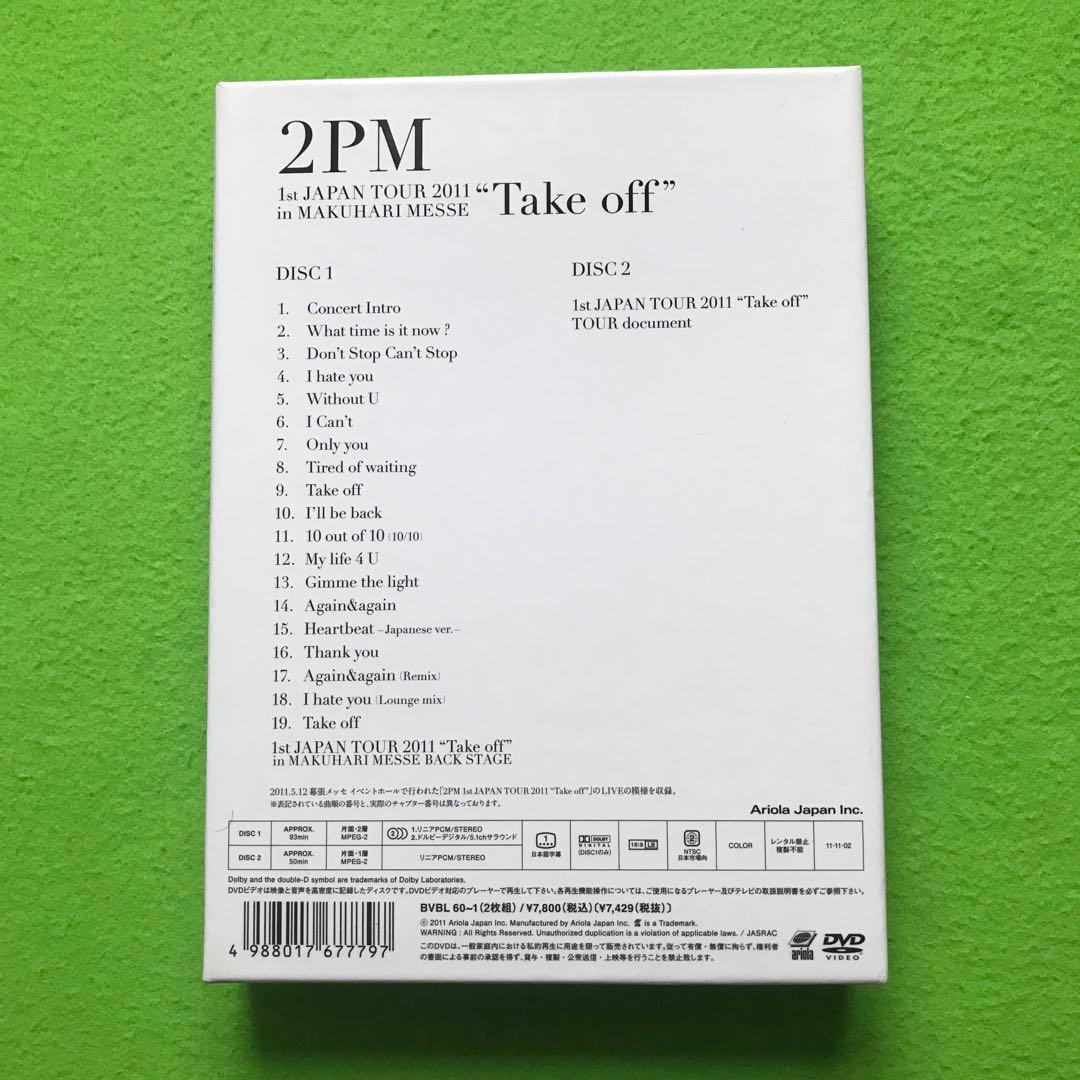 2PM
1st JAPAN TOUR 2011
in MAKUHARI MESSE
“Take off”
DISC 1
1. Concert Intro
2. What time is it now ?
3. Don't Stop Can't Stop
4. I hate you
5. Without U
6. I Can't
7. Only you
8. Tired of waiting
9. Take off
10. I'll be back
11. 10 out of 10 (10/10)
12. My life 4 U
13. Gimme the light
14. Again&again
15. Heartbeat –Japanese ver.–
16. Thank you
17. Again&again (Remix)
18. I hate you (Lounge mix)
19. Take off
1st JAPAN TOUR 2011 “Take off”
in MAKUHARI MESSE BACK STAGE
DISC 2
1st JAPAN TOUR 2011 “Take off”
TOUR document
2011.5.12 幕張メッセ イベントホールで行われた「2PM 1st JAPAN TOUR 2011 “Take off”」のLIVEの模様を収録。
※表記されている曲順の番号と、実際のチャプター番号は異なっております。
Ariola Japan Inc.
DISC 1 APPROX. 93min 片面・2層 MPEG-2 2 1.リニアPCM/STEREO 2.ドルビーデジタル/5.1chサラウンド
DISC 2 APPROX. 50min 片面・1層 MPEG-2 リニアPCM/STEREO
1 日本語字幕
DOLBY DIGITAL (DISC1のみ)
16:9 LB
2 NTSC 日本市場向
COLOR
レンタル禁止 複製不能
11-11-02
Dolby and the double-D symbol are trademarks of Dolby Laboratories.
DVDビデオは映像と音声を高密度に記録したディスクです。DVDビデオ対応のプレーヤーで再生して下さい。各再生機能操作については、ご使用になるプレーヤー及びテレビの取扱説明書を必ずご参照下さい。
4 988017 677797
BVBL 60~1(2枚組)/¥7,800(税込)〔¥7,429(税抜)〕
℗ 2011 Ariola Japan Inc. Manufactured by Ariola Japan Inc. is a Trademark.
WARNING : All Rights Reserved. Unauthorized duplication is a violation of applicable laws. / JASRAC
このDVDは、一般家庭内における私的再生に用途を限って販売されています。従って有償・無償に拘らず、権利者
の書面による事前の承認を得ず、貸与・複製・公衆送信・上映等を行うことを禁止致します。
ariola
DVD VIDEO